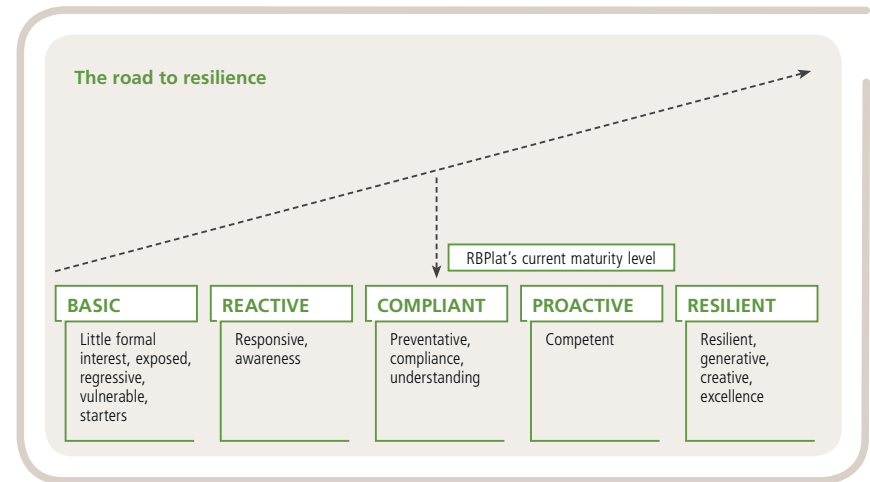 The road to resilience
RBPlat's current maturity level
BASIC
Little formal
interest, exposed,
regressive,
vulnerable,
starters
REACTIVE
Responsive,
awareness
COMPLIANT
Preventative,
compliance,
understanding
PROACTIVE
Competent
RESILIENT
Resilient,
generative,
creative,
excellence